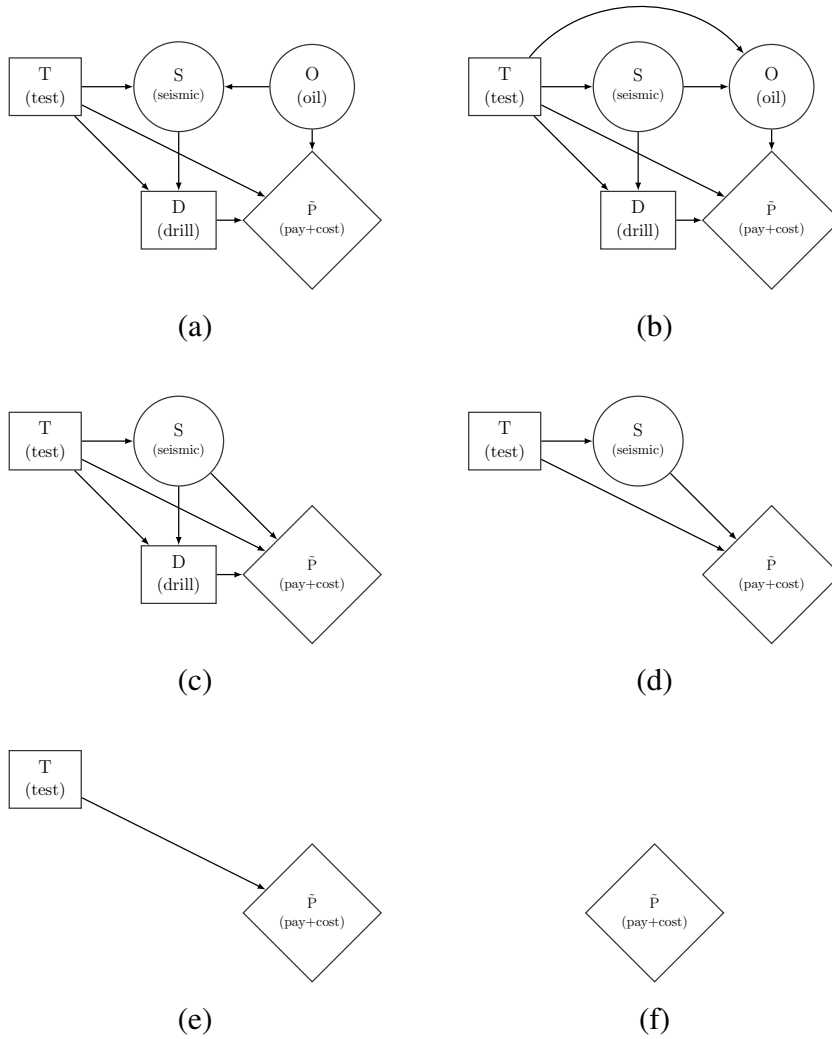 T
(test)
S
(seismic)
O
(oil)
D
(drill)
P̃
(pay+cost)
(a)
T
(test)
S
(seismic)
O
(oil)
D
(drill)
P̃
(pay+cost)
(b)
T
(test)
S
(seismic)
D
(drill)
P̃
(pay+cost)
(c)
T
(test)
S
(seismic)
P̃
(pay+cost)
(d)
T
(test)
P̃
(pay+cost)
(e)
P̃
(pay+cost)
(f)